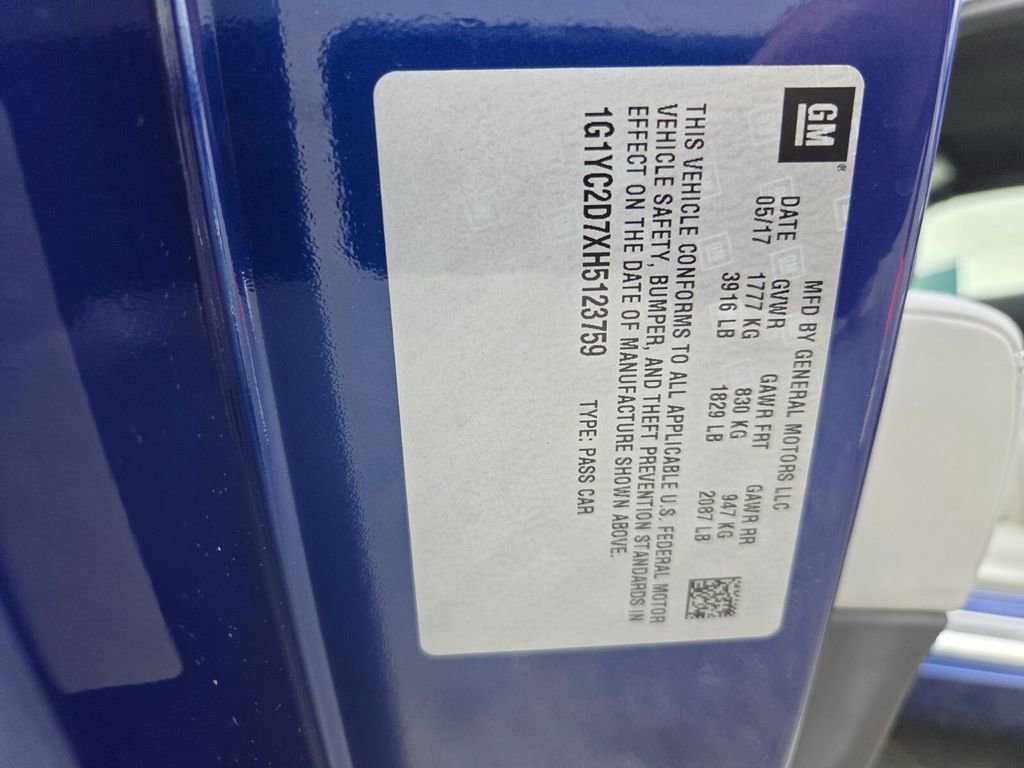 GM
MFD BY GENERAL MOTORS LLC
DATE GVWR GAWR FRT GAWR RR
05/17 1777 KG 830 KG 947 KG
3916 LB 1829 LB 2087 LB
THIS VEHICLE CONFORMS TO ALL APPLICABLE U.S. FEDERAL MOTOR
VEHICLE SAFETY, BUMPER, AND THEFT PREVENTION STANDARDS IN
EFFECT ON THE DATE OF MANUFACTURE SHOWN ABOVE.
1G1YC2D7XH5123759 TYPE: PASS CAR